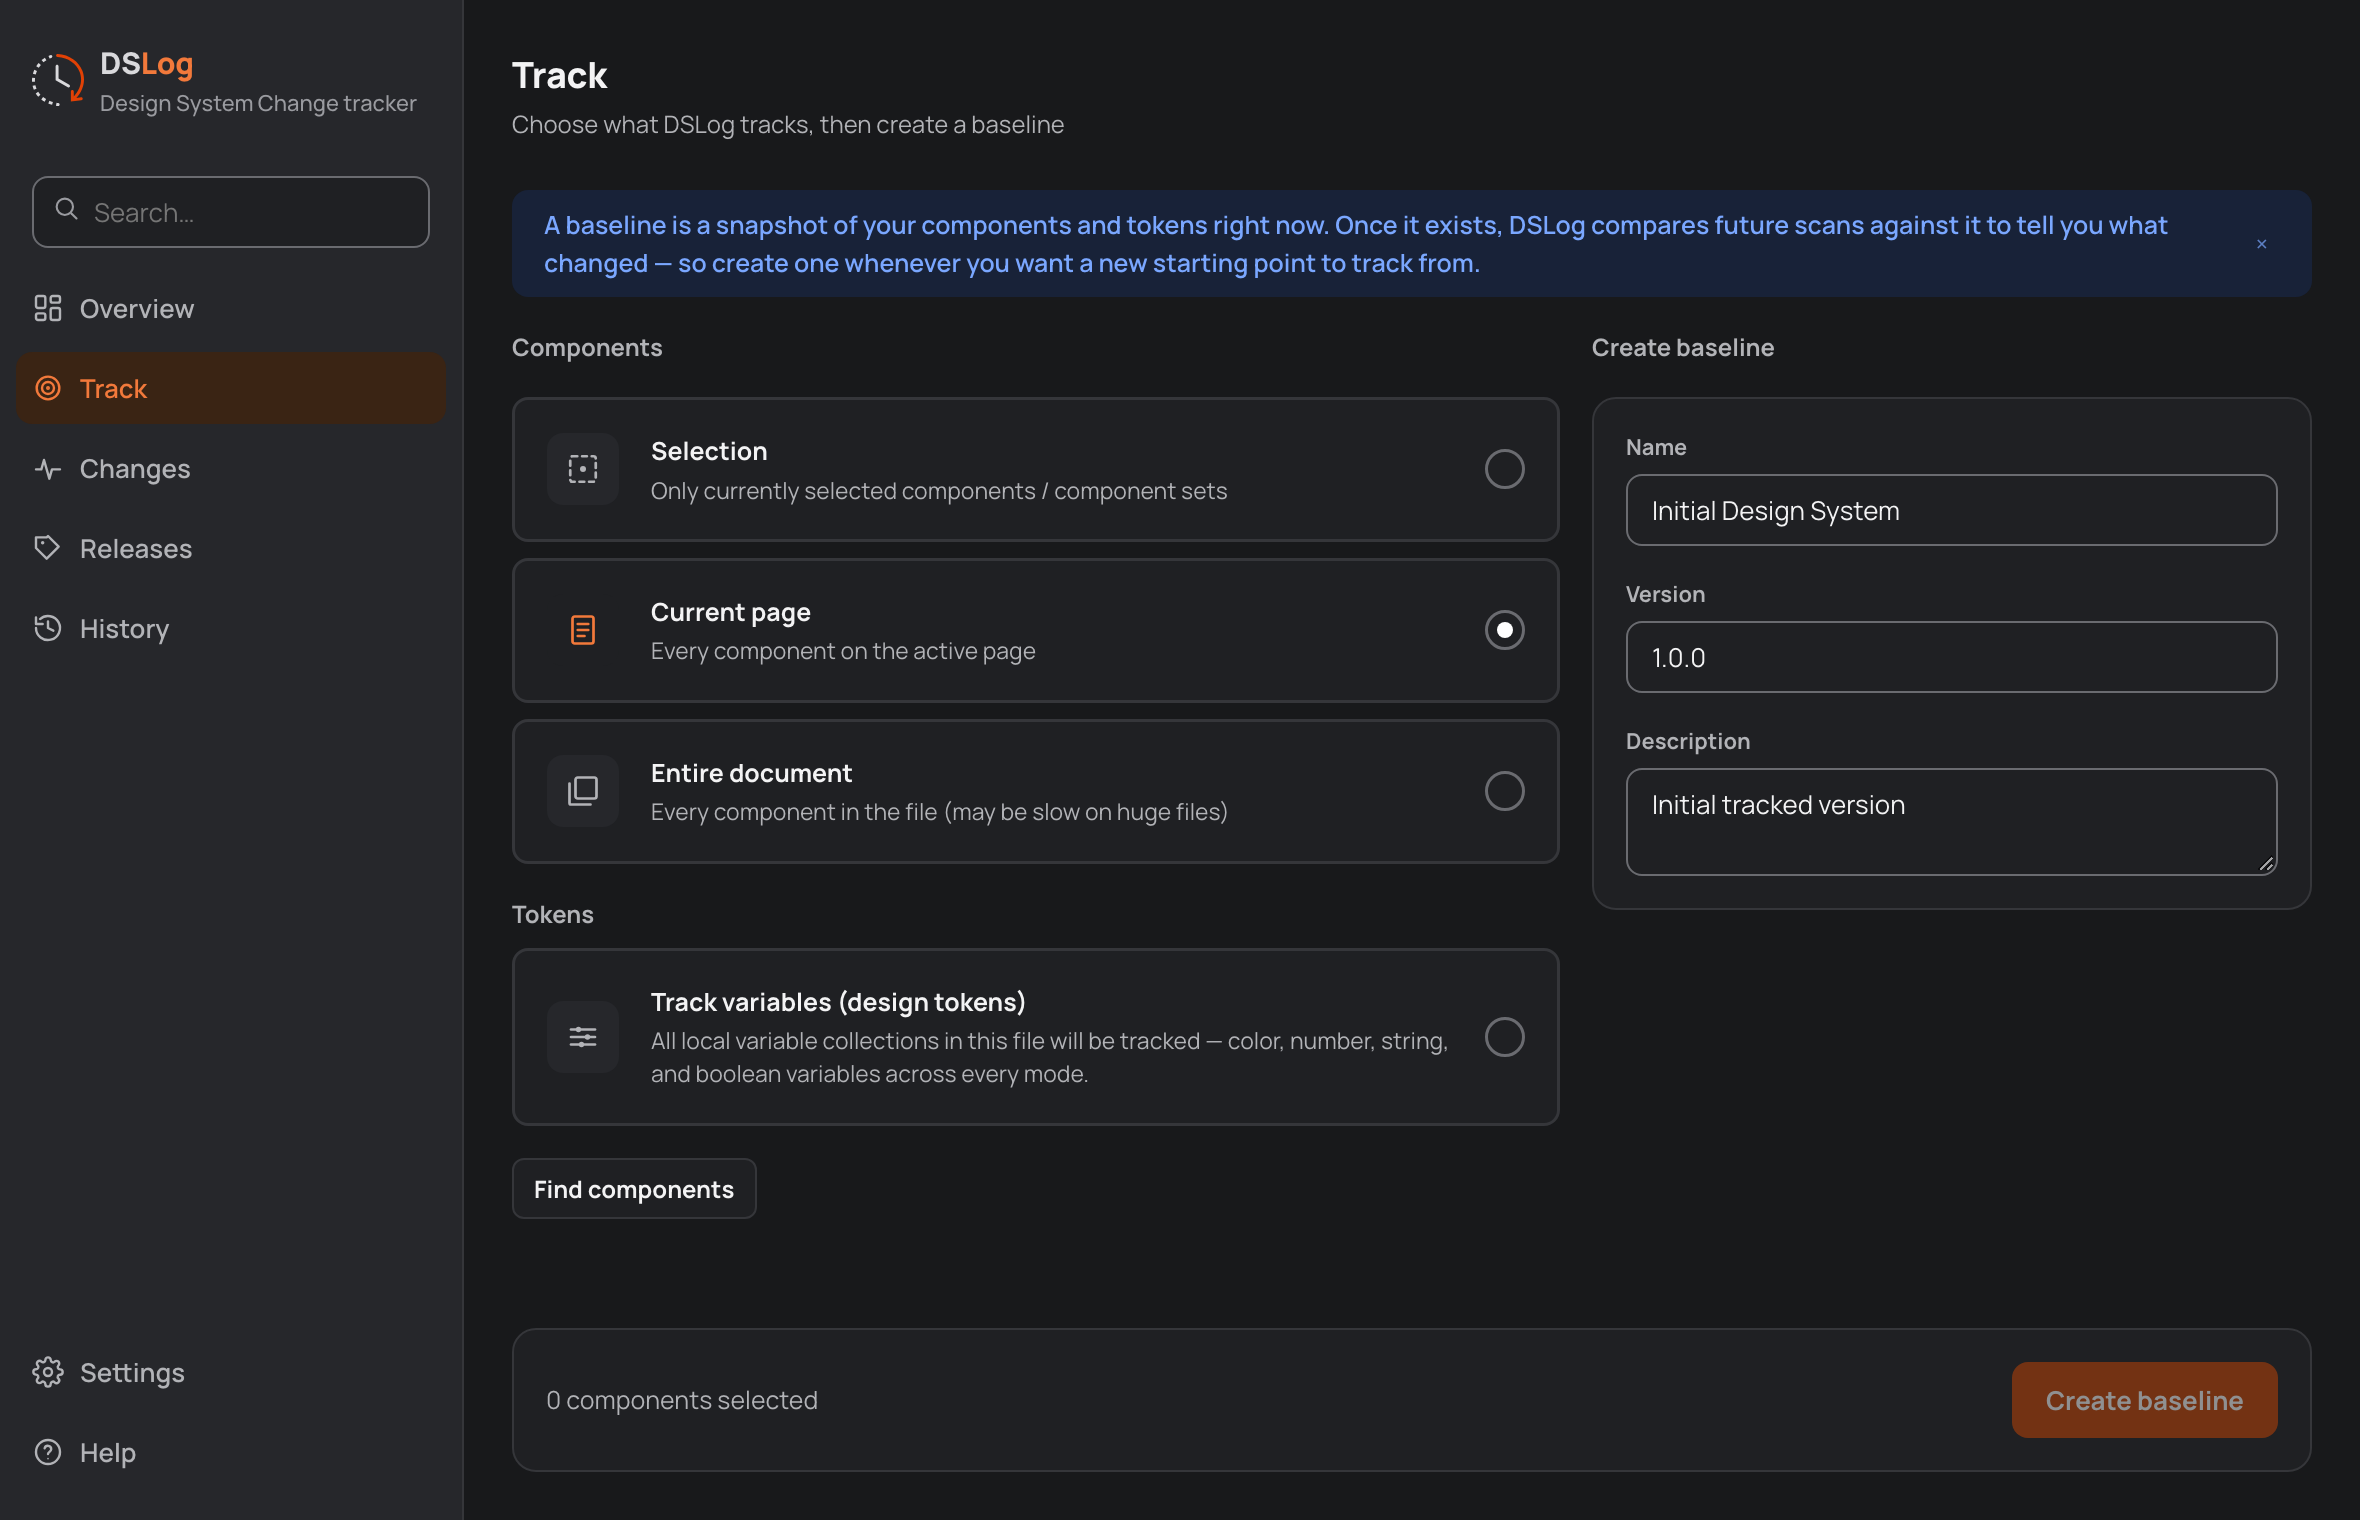 DSLog
Design System Change tracker
Search...
Overview
Track
Changes
Releases
History
Settings
Help
Track
Choose what DSLog tracks, then create a baseline
A baseline is a snapshot of your components and tokens right now. Once it exists, DSLog compares future scans against it to tell you what
changed — so create one whenever you want a new starting point to track from.
Components
Selection
Only currently selected components / component sets
Current page
Every component on the active page
Entire document
Every component in the file (may be slow on huge files)
Tokens
Track variables (design tokens)
All local variable collections in this file will be tracked — color, number, string,
and boolean variables across every mode.
Find components
Create baseline
Name
Initial Design System
Version
1.0.0
Description
Initial tracked version
0 components selected
Create baseline